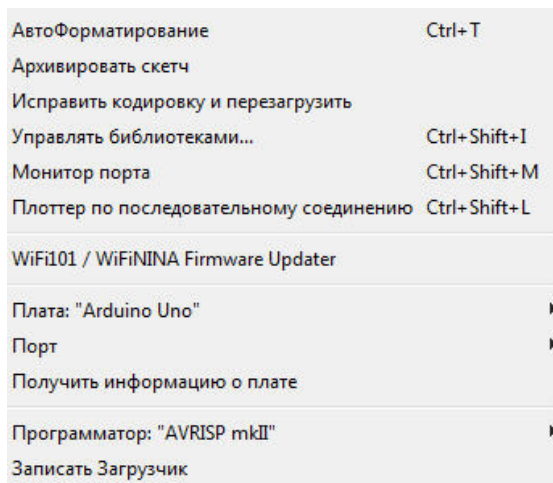 АвтоФорматирование Ctrl+T
Архивировать скетч
Исправить кодировку и перезагрузить
Управлять библиотеками... Ctrl+Shift+I
Монитор порта Ctrl+Shift+M
Плоттер по последовательному соединению Ctrl+Shift+L
WiFi101 / WiFiNINA Firmware Updater
Плата: "Arduino Uno"
Порт
Получить информацию о плате
Программатор: "AVRISP mkII"
Записать Загрузчик